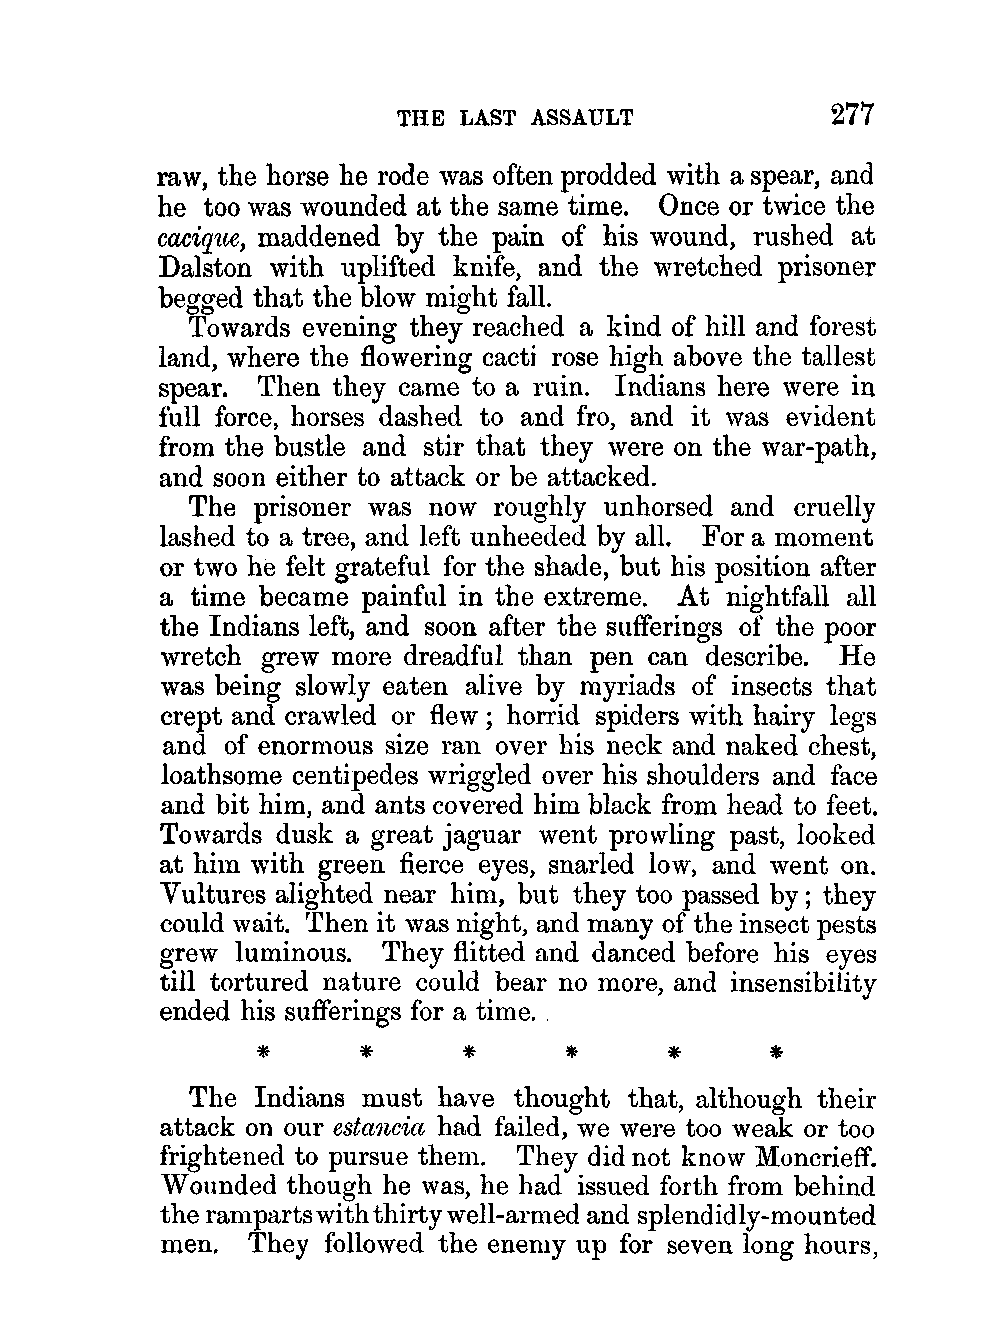 THE LAST ASSAULT 277
raw, the horse he rode was often prodded with a spear, and
he too was wounded at the same time. Once or twice the
cacique, maddened by the pain of his wound, rushed at
Dalston with uplifted knife, and the wretched prisoner
begged that the blow might fall.
Towards evening they reached a kind of hill and forest
land, where the flowering cacti rose high above the tallest
spear. Then they came to a ruin. Indians here were in
full force, horses dashed to and fro, and it was evident
from the bustle and stir that they were on the war-path,
and soon either to attack or be attacked.
The prisoner was now roughly unhorsed and cruelly
lashed to a tree, and left unheeded by all. For a moment
or two he felt grateful for the shade, but his position after
a time became painful in the extreme. At nightfall all
the Indians left, and soon after the sufferings of the poor
wretch grew more dreadful than pen can describe. He
was being slowly eaten alive by myriads of insects that
crept and crawled or flew; horrid spiders with hairy legs
and of enormous size ran over his neck and naked chest,
loathsome centipedes wriggled over his shoulders and face
and bit him, and ants covered him black from head to feet.
Towards dusk a great jaguar went prowling past, looked
at him with green fierce eyes, snarled low, and went on.
Vultures alighted near him, but they too passed by; they
could wait. Then it was night, and many of the insect pests
grew luminous. They flitted and danced before his eyes
till tortured nature could bear no more, and insensibility
ended his sufferings for a time.
* * * * * *
The Indians must have thought that, although their
attack on our estancia had failed, we were too weak or too
frightened to pursue them. They did not know Moncrieff.
Wounded though he was, he had issued forth from behind
the ramparts with thirty well-armed and splendidly-mounted
men. They followed the enemy up for seven long hours,